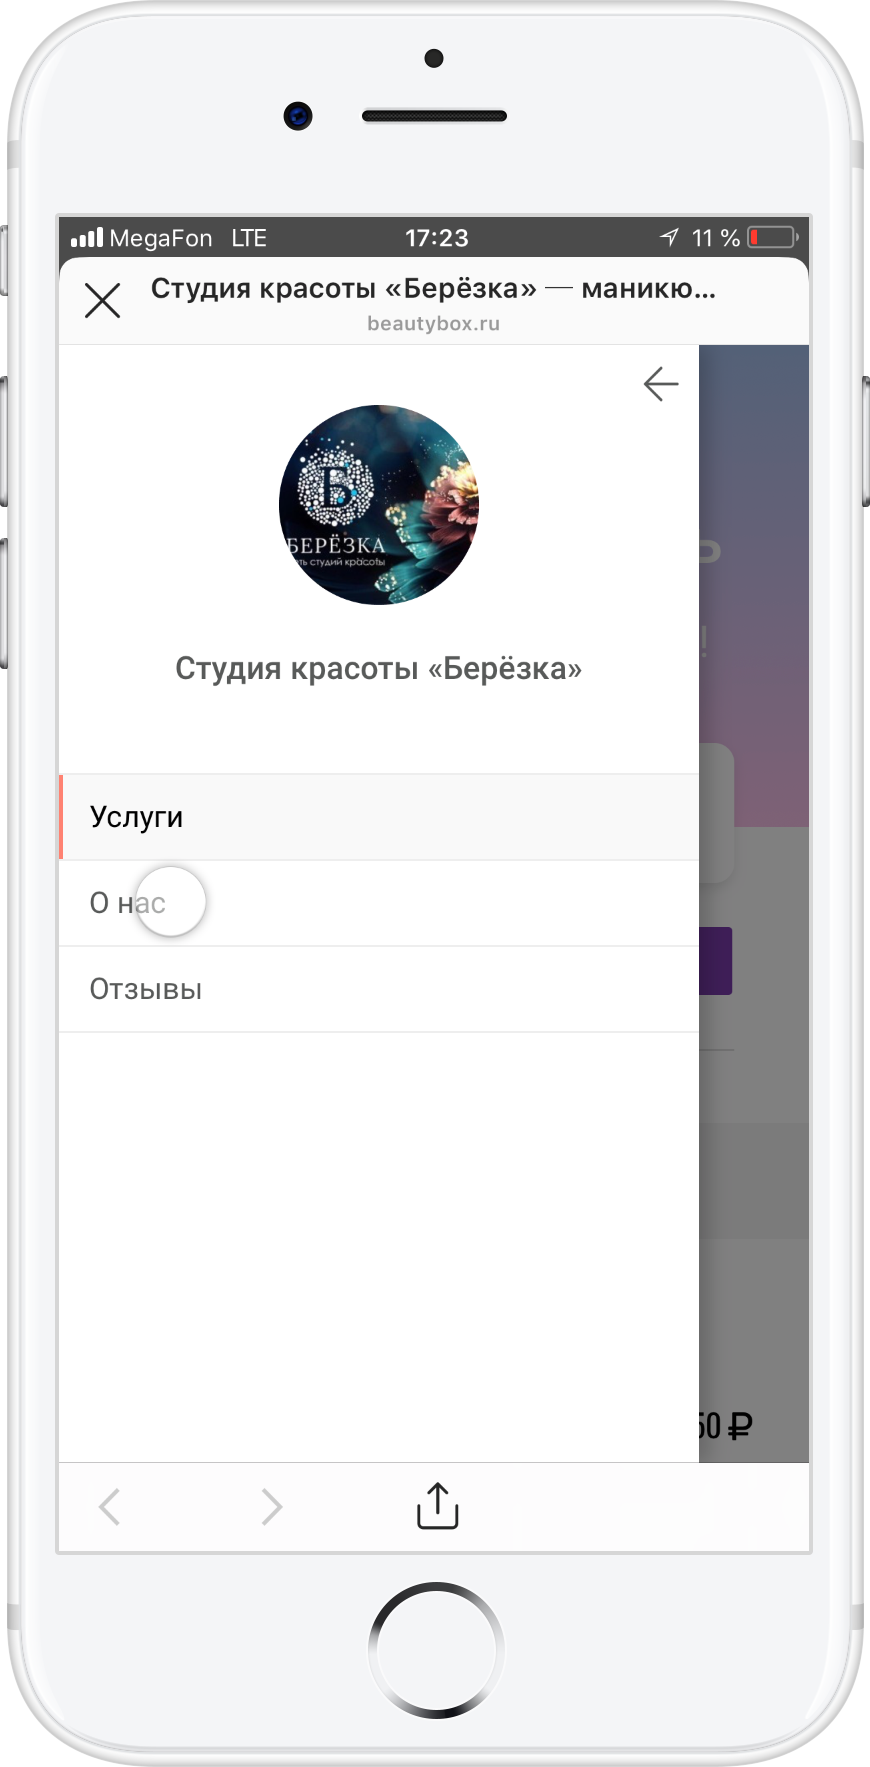 MegaFon LTE 17:23 11 %
Студия красоты «Берёзка» — маникю...
beautybox.ru
Б
БЕРЁЗКА
студий красоты
Студия красоты «Берёзка»
Услуги
О нас
Отзывы
50 ₽